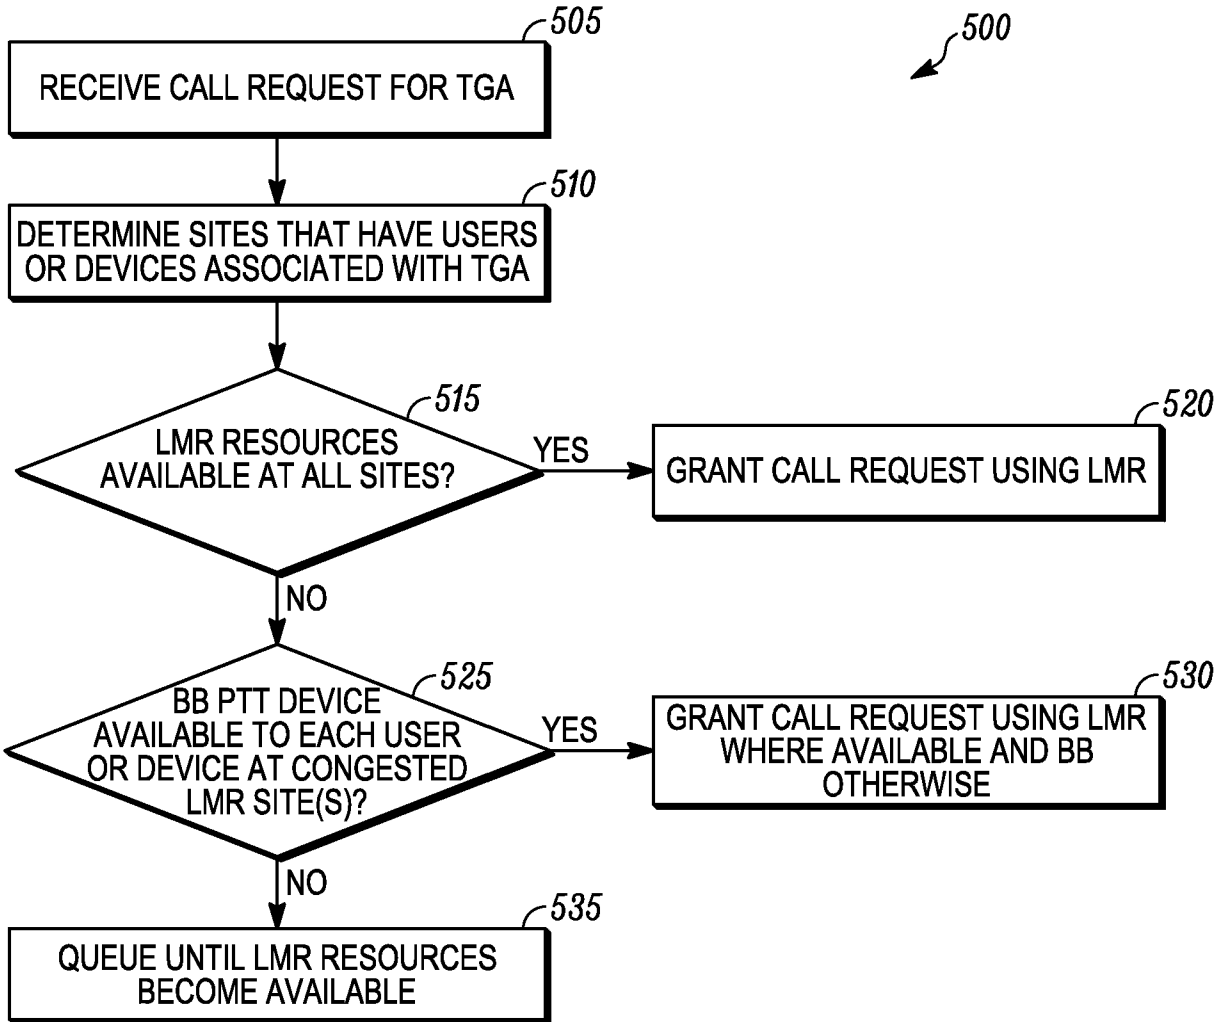 505
500
RECEIVE CALL REQUEST FOR TGA
510
DETERMINE SITES THAT HAVE USERS
OR DEVICES ASSOCIATED WITH TGA
515
LMR RESOURCES
AVAILABLE AT ALL SITES?
YES
520
GRANT CALL REQUEST USING LMR
NO
525
BB PTT DEVICE
AVAILABLE TO EACH USER
OR DEVICE AT CONGESTED
LMR SITE(S)?
YES
530
GRANT CALL REQUEST USING LMR
WHERE AVAILABLE AND BB
OTHERWISE
NO
535
QUEUE UNTIL LMR RESOURCES
BECOME AVAILABLE